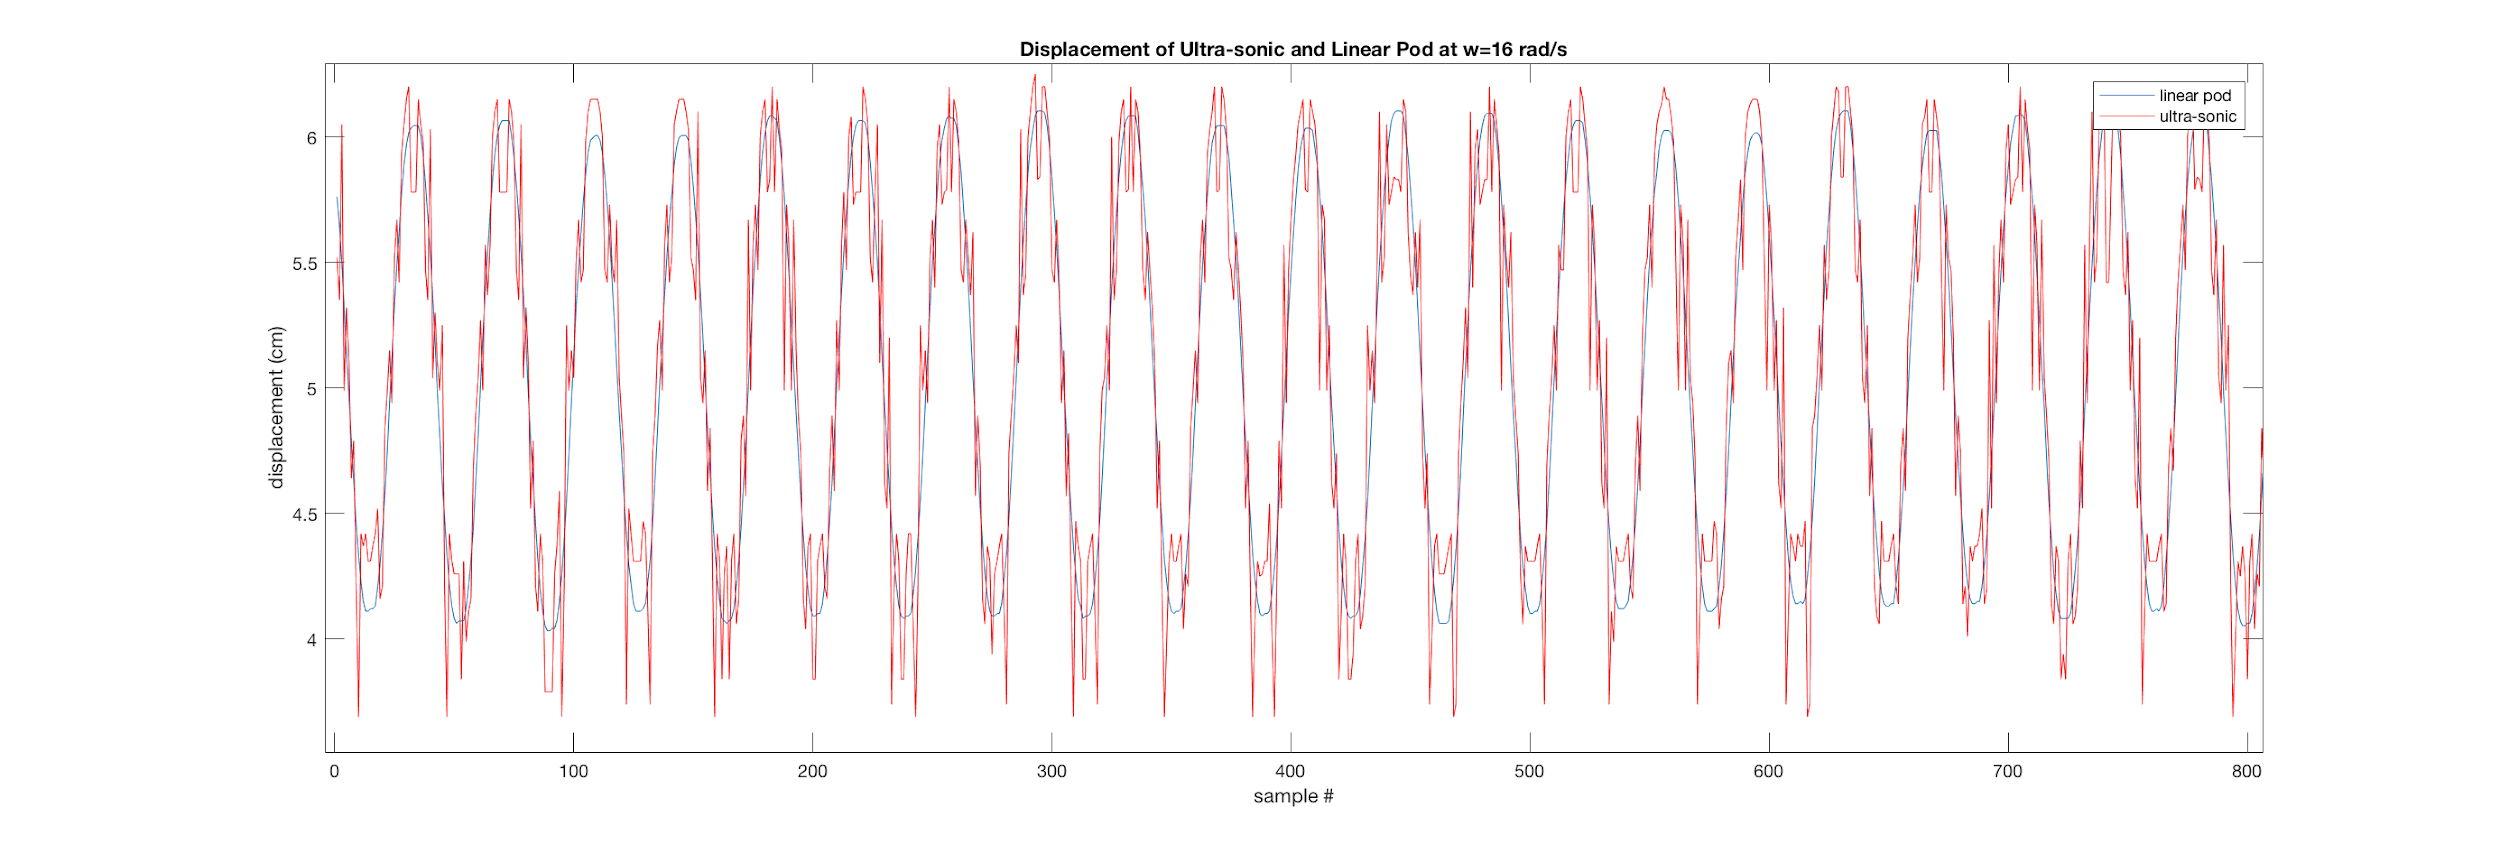 Displacement of Ultra-sonic and Linear Pod at w=16 rad/s
linear pod
ultra-sonic
6
5.5
5
4.5
4
displacement (cm)
0 100 200 300 400 500 600 700 800
sample #